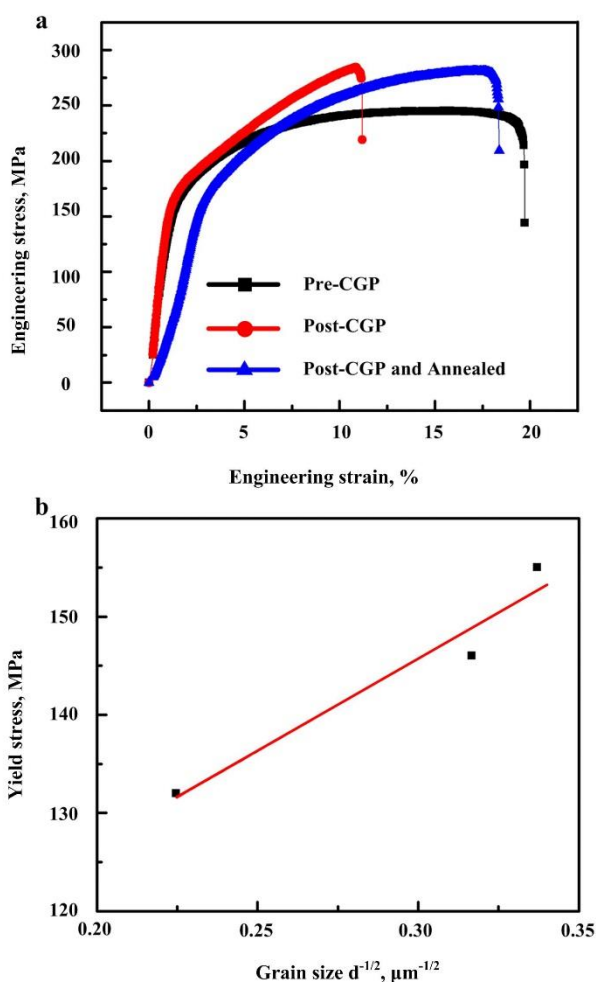 a
300
250
200
150
100
50
0
Engineering stress, MPa
Pre-CGP
Post-CGP
Post-CGP and Annealed
0 5 10 15 20
Engineering strain, %
b
160
150
140
130
120
Yield stress, MPa
0.20 0.25 0.30 0.35
Grain size d⁻¹/², μm⁻¹/²